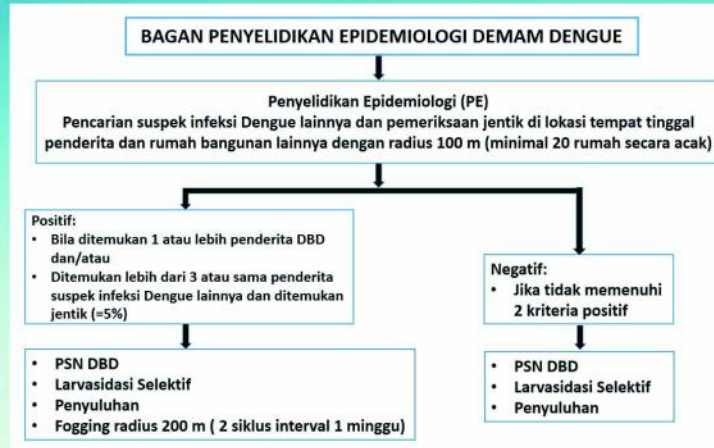 BAGAN PENYELIDIKAN EPIDEMIOLOGI DEMAM DENGUE
Penyelidikan Epidemiologi (PE)
Pencarian suspek infeksi Dengue lainnya dan pemeriksaan jentik di lokasi tempat tinggal
penderita dan rumah bangunan lainnya dengan radius 100 m (minimal 20 rumah secara acak)
Positif:
• Bila ditemukan 1 atau lebih penderita DBD
dan/atau
• Ditemukan lebih dari 3 atau sama penderita
suspek infeksi Dengue lainnya dan ditemukan
jentik (=5%)
Negatif:
• Jika tidak memenuhi
2 kriteria positif
• PSN DBD
• Larvasidasi Selektif
• Penyuluhan
• Fogging radius 200 m ( 2 siklus interval 1 minggu)
• PSN DBD
• Larvasidasi Selektif
• Penyuluhan